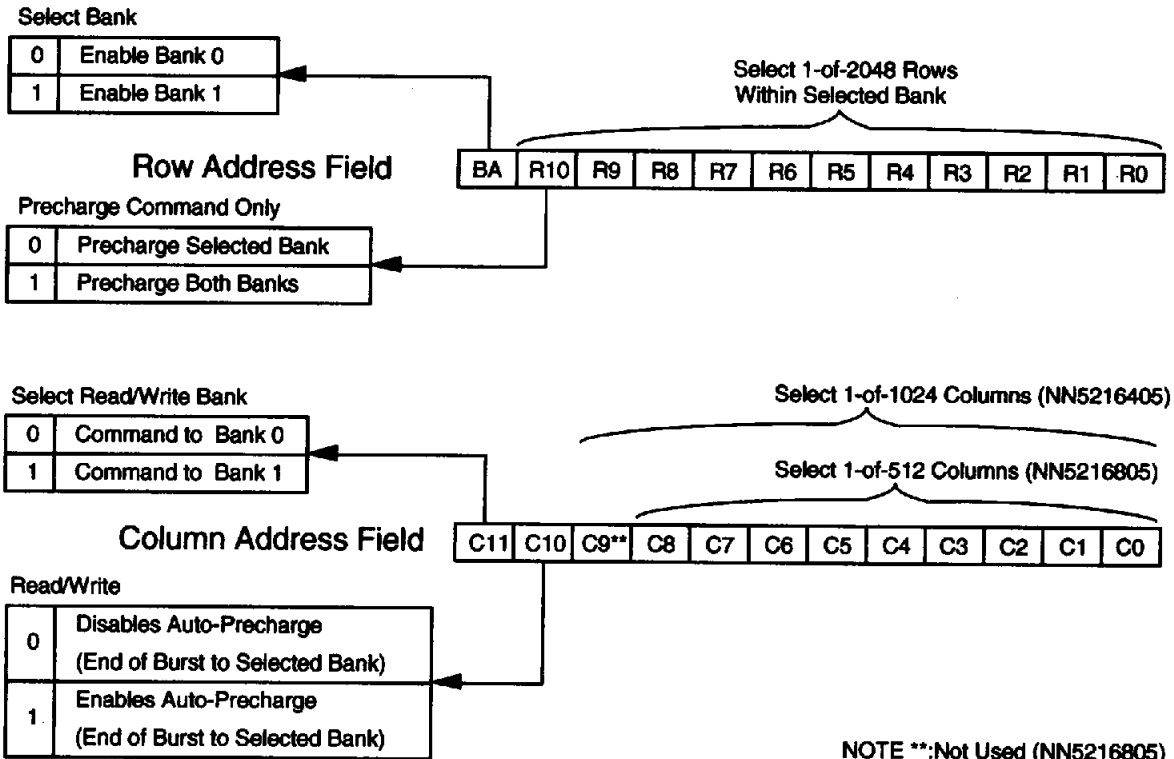 Select Bank
0 Enable Bank 0
1 Enable Bank 1
Select 1-of-2048 Rows
Within Selected Bank
Row Address Field BA R10 R9 R8 R7 R6 R5 R4 R3 R2 R1 R0
Precharge Command Only
0 Precharge Selected Bank
1 Precharge Both Banks
Select Read/Write Bank
0 Command to Bank 0
1 Command to Bank 1
Select 1-of-1024 Columns (NN5216405)
Select 1-of-512 Columns (NN5216805)
Column Address Field C11 C10 C9** C8 C7 C6 C5 C4 C3 C2 C1 C0
Read/Write
0 Disables Auto-Precharge
(End of Burst to Selected Bank)
1 Enables Auto-Precharge
(End of Burst to Selected Bank)
NOTE **:Not Used (NN5216805)